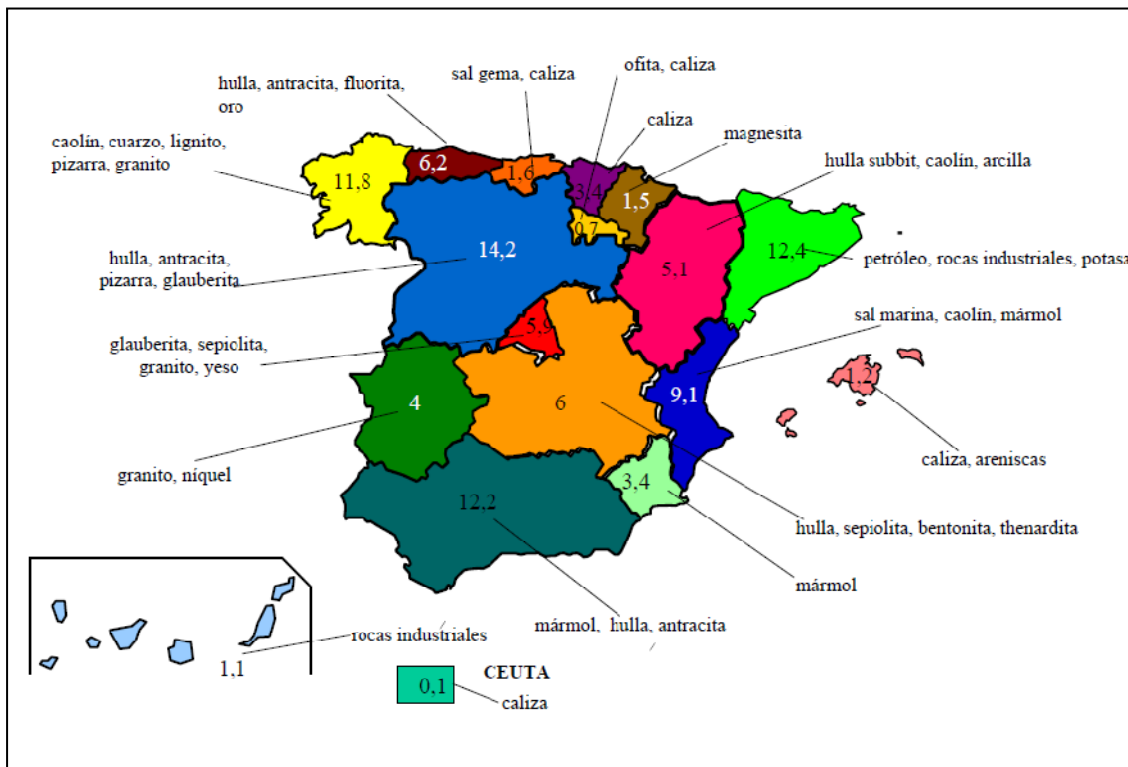 ofita, caliza
sal gema, caliza
hulla, antracita, fluorita,
oro
caliza
magnesita
caolín, cuarzo, lignito,
pizarra, granito
hulla subbit, caolín, arcilla
6,2
1,6
11,8
3,4
1,5
0,7
14,2
12,4
5,1
hulla, antracita,
pizarra, glauberita
petróleo, rocas industriales, potasa
sal marina, caolín, mármol
5,9
glauberita, sepiolita,
granito, yeso
1,2
4
6
9,1
caliza, areniscas
granito, níquel
3,4
12,2
hulla, sepiolita, bentonita, thenardita
mármol
mármol, hulla, antracita
rocas industriales
1,1
CEUTA
0,1
caliza